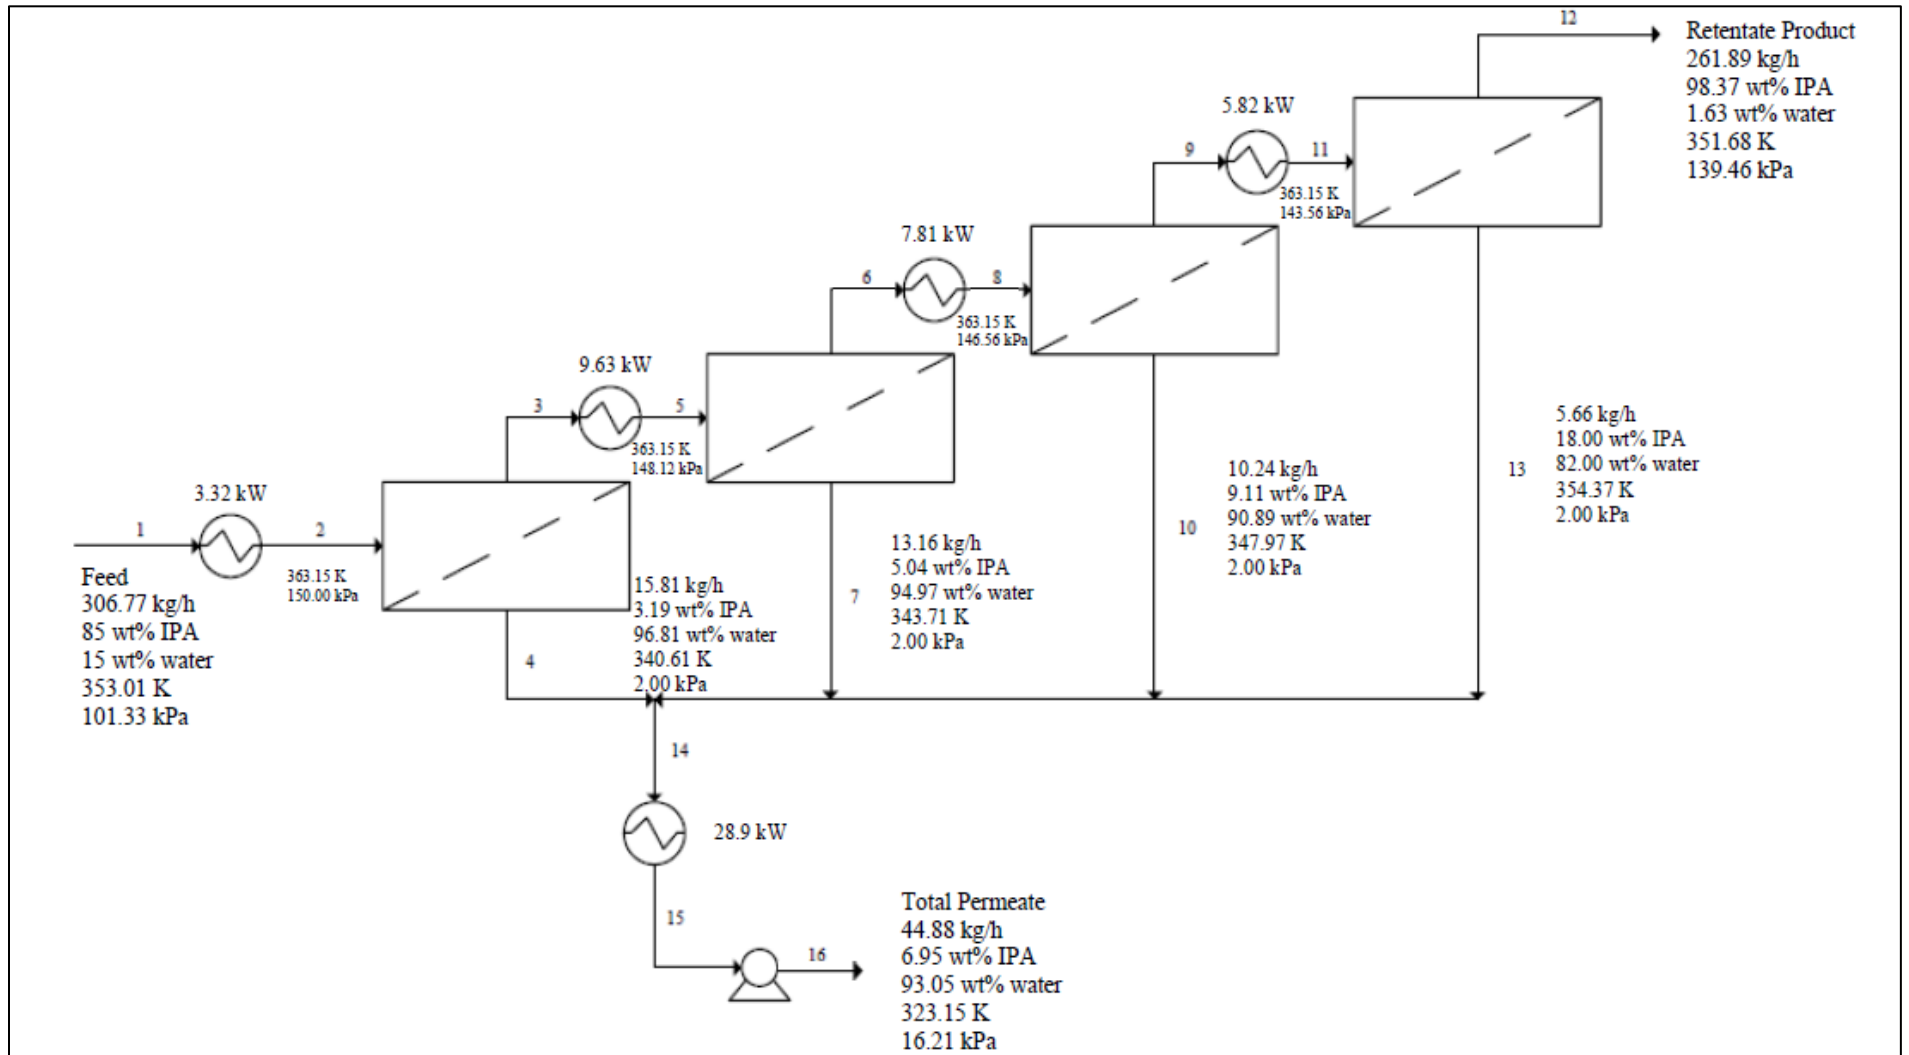 12
Retentate Product
261.89 kg/h
98.37 wt% IPA
1.63 wt% water
351.68 K
139.46 kPa
5.82 kW
9
11
363.15 K
143.56 kPa
7.81 kW
6
8
363.15 K
146.56 kPa
9.63 kW
3
5
363.15 K
148.12 kPa
3.32 kW
1
2
363.15 K
150.00 kPa
Feed
306.77 kg/h
85 wt% IPA
15 wt% water
353.01 K
101.33 kPa
4
15.81 kg/h
3.19 wt% IPA
96.81 wt% water
340.61 K
2.00 kPa
7
13.16 kg/h
5.04 wt% IPA
94.97 wt% water
343.71 K
2.00 kPa
10
10.24 kg/h
9.11 wt% IPA
90.89 wt% water
347.97 K
2.00 kPa
13
5.66 kg/h
18.00 wt% IPA
82.00 wt% water
354.37 K
2.00 kPa
14
28.9 kW
15
16
Total Permeate
44.88 kg/h
6.95 wt% IPA
93.05 wt% water
323.15 K
16.21 kPa